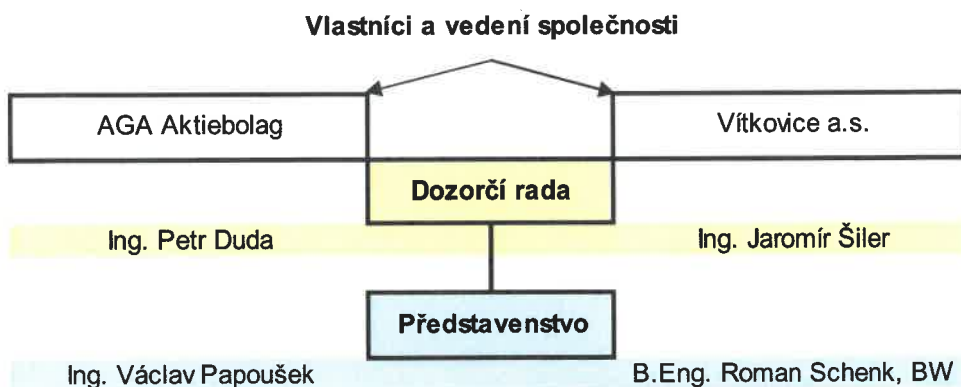 Vlastníci a vedení společnosti
AGA Aktiebolag
Vítkovice a.s.
Dozorčí rada
Ing. Petr Duda
Ing. Jaromír Šiler
Představenstvo
Ing. Václav Papoušek
B.Eng. Roman Schenk, BW